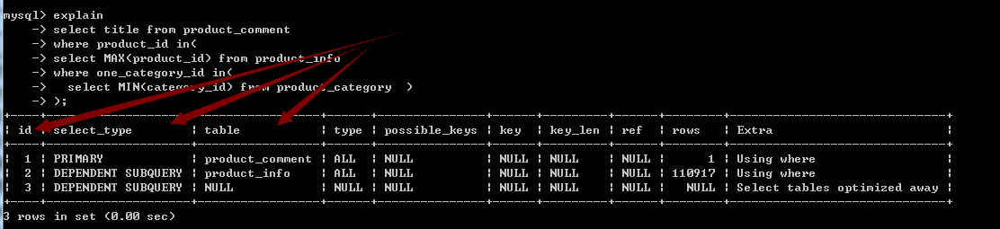 mysql> explain
-> select title from product_comment
-> where product_id in(
-> select MAX(product_id) from product_info
-> where one_category_id in(
-> select MIN(category_id) from product_category )
-> );
+----+--------------------+-----------------+------+---------------+------+---------+------+--------+------------------------------+
| id | select_type | table | type | possible_keys | key | key_len | ref | rows | Extra |
+----+--------------------+-----------------+------+---------------+------+---------+------+--------+------------------------------+
| 1 | PRIMARY | product_comment | ALL | NULL | NULL | NULL | NULL | 1 | Using where |
| 2 | DEPENDENT SUBQUERY | product_info | ALL | NULL | NULL | NULL | NULL | 110917 | Using where |
| 3 | DEPENDENT SUBQUERY | NULL | NULL | NULL | NULL | NULL | NULL | NULL | Select tables optimized away |
+----+--------------------+-----------------+------+---------------+------+---------+------+--------+------------------------------+
3 rows in set (0.00 sec)